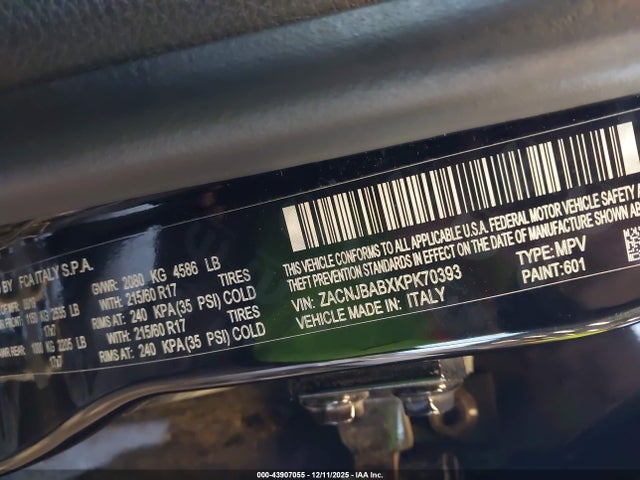 BY FCA ITALY S.P.A.
GWR: 2080 KG 4586 LB
WITH: 215/60 R17 TIRES
RIMS AT: 240 KPA(35 PSI) COLD
WITH: 215/60 R17 TIRES
RIMS AT: 240 KPA(35 PSI) COLD
THIS VEHICLE CONFORMS TO ALL APPLICABLE U.S.A. FEDERAL MOTOR VEHICLE SAFETY
THEFT PREVENTION STANDARDS IN EFFECT ON THE DATE OF MANUFACTURE SHOWN AB
VIN: ZACNJBABXKPK70393 TYPE: MPV
VEHICLE MADE IN: ITALY PAINT: 601
000-43907055 - 12/11/2025 - IAA Inc.